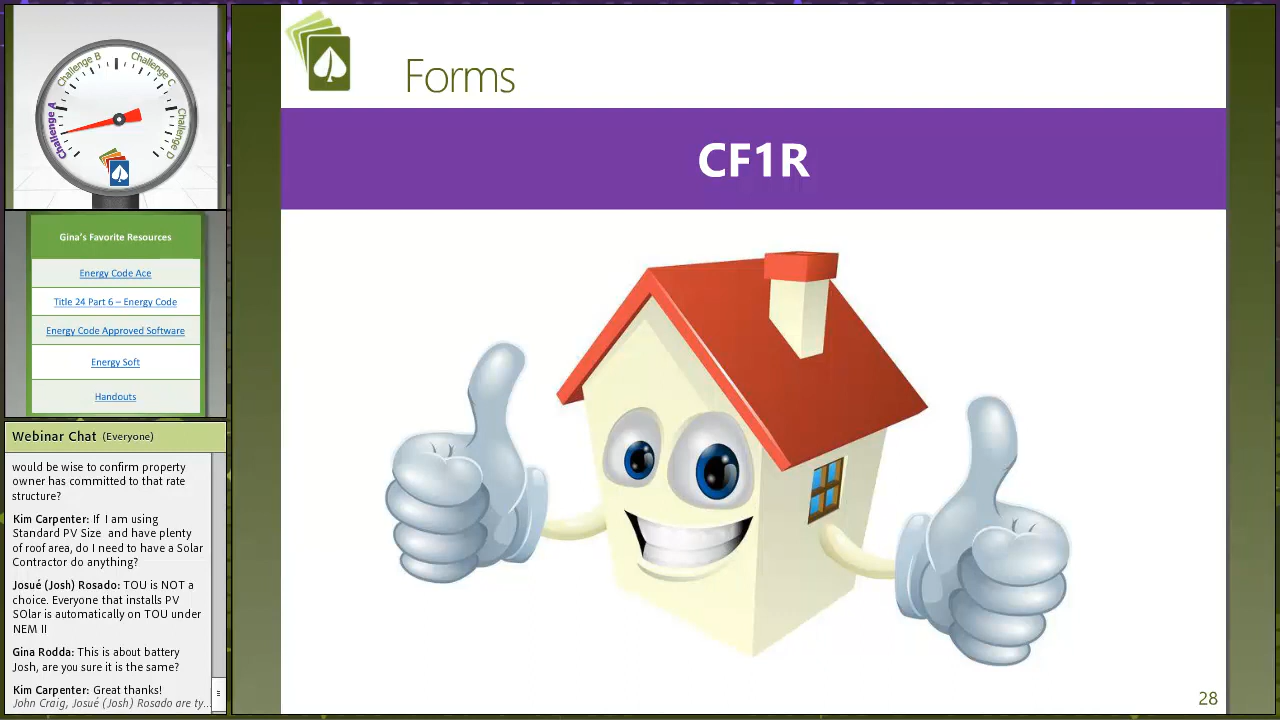 Challenge A
Challenge B
Challenge C
Challenge D
Forms
CF1R
Gina's Favorite Resources
Energy Code Ace
Title 24 Part 6 – Energy Code
Energy Code Approved Software
Energy Soft
Handouts
Webinar Chat (Everyone)
would be wise to confirm property
owner has committed to that rate
structure?
Kim Carpenter: If I am using
Standard PV Size and have plenty
of roof area, do I need to have a Solar
Contractor do anything?
Josué (Josh) Rosado: TOU is NOT a
choice. Everyone that installs PV
SOlar is automatically on TOU under
NEM II
Gina Rodda: This is about battery
Josh, are you sure it is the same?
Kim Carpenter: Great thanks!
John Craig, Josué (Josh) Rosado are ty...
28